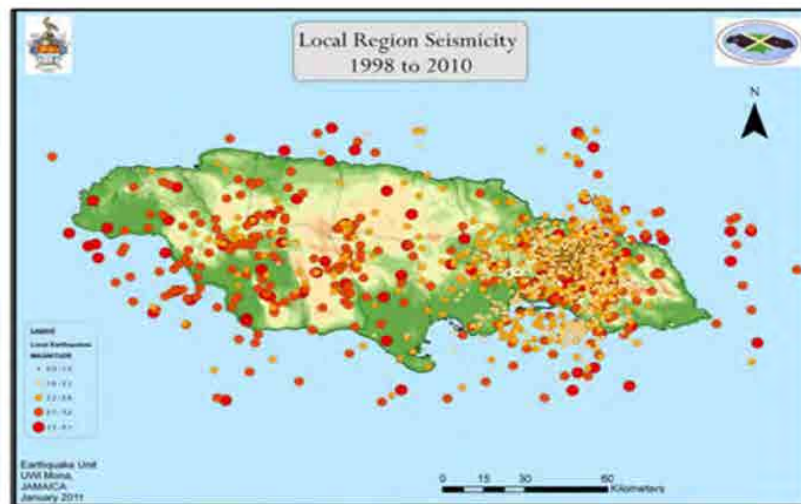 Local Region Seismicity
1998 to 2010
N
LEGEND
Local Earthquakes
MAGNITUDE
Earthquake Unit
UWI Mona,
JAMAICA
January 2011
0 15 30 60
Kilometers